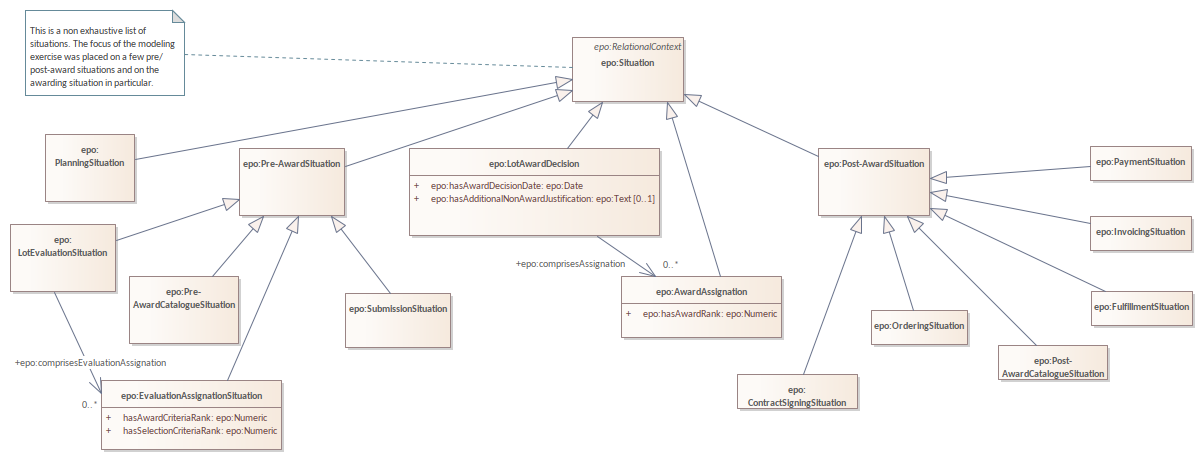 This is a non exhaustive list of
situations. The focus of the modeling
exercise was placed on a few pre/
post-award situations and on the
awarding situation in particular.
epo:RelationalContext
epo:Situation
epo:
PlanningSituation
epo:Pre-AwardSituation
epo:LotAwardDecision
+ epo:hasAwardDecisionDate: epo:Date
+ epo:hasAdditionalNonAwardJustification: epo:Text [0..1]
epo:Post-AwardSituation
epo:PaymentSituation
epo:InvoicingSituation
epo:
LotEvaluationSituation
epo:Pre-
AwardCatalogueSituation
epo:SubmissionSituation
+epo:comprisesAssignation
0..*
epo:AwardAssignation
+ epo:hasAwardRank: epo:Numeric
epo:OrderingSituation
epo:FulfillmentSituation
epo:Post-
AwardCatalogueSituation
epo:
ContractSigningSituation
+epo:comprisesEvaluationAssignation
0..*
epo:EvaluationAssignationSituation
+ hasAwardCriteriaRank: epo:Numeric
+ hasSelectionCriteriaRank: epo:Numeric